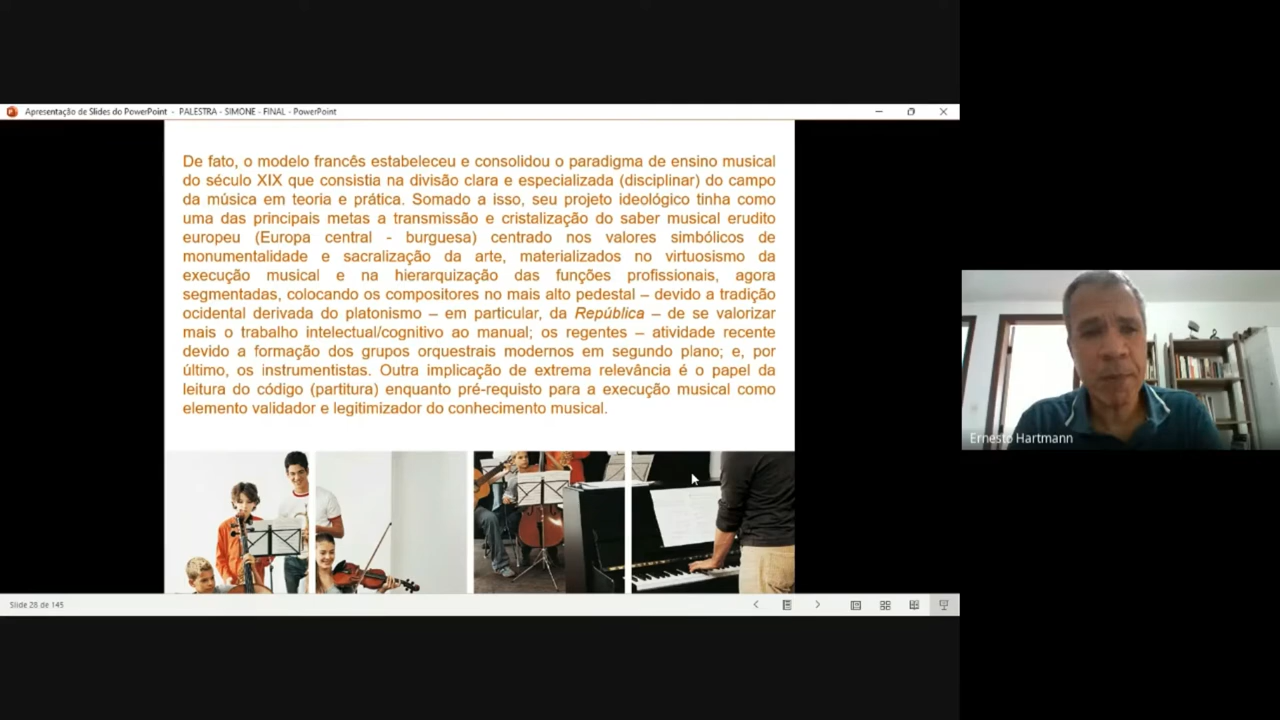 Apresentação de Slides do PowerPoint - PALESTRA - SIMONE - FINAL - PowerPoint
De fato, o modelo francês estabeleceu e consolidou o paradigma de ensino musical
do século XIX que consistia na divisão clara e especializada (disciplinar) do campo
da música em teoria e prática. Somado a isso, seu projeto ideológico tinha como
uma das principais metas a transmissão e cristalização do saber musical erudito
europeu (Europa central - burguesa) centrado nos valores simbólicos de
monumentalidade e sacralização da arte, materializados no virtuosismo da
execução musical e na hierarquização das funções profissionais, agora
segmentadas, colocando os compositores no mais alto pedestal – devido a tradição
ocidental derivada do platonismo – em particular, da República – de se valorizar
mais o trabalho intelectual/cognitivo ao manual; os regentes – atividade recente
devido a formação dos grupos orquestrais modernos em segundo plano; e, por
último, os instrumentistas. Outra implicação de extrema relevância é o papel da
leitura do código (partitura) enquanto pré-requisto para a execução musical como
elemento validador e legitimizador do conhecimento musical.
Ernesto Hartmann
Slide 28 de 145